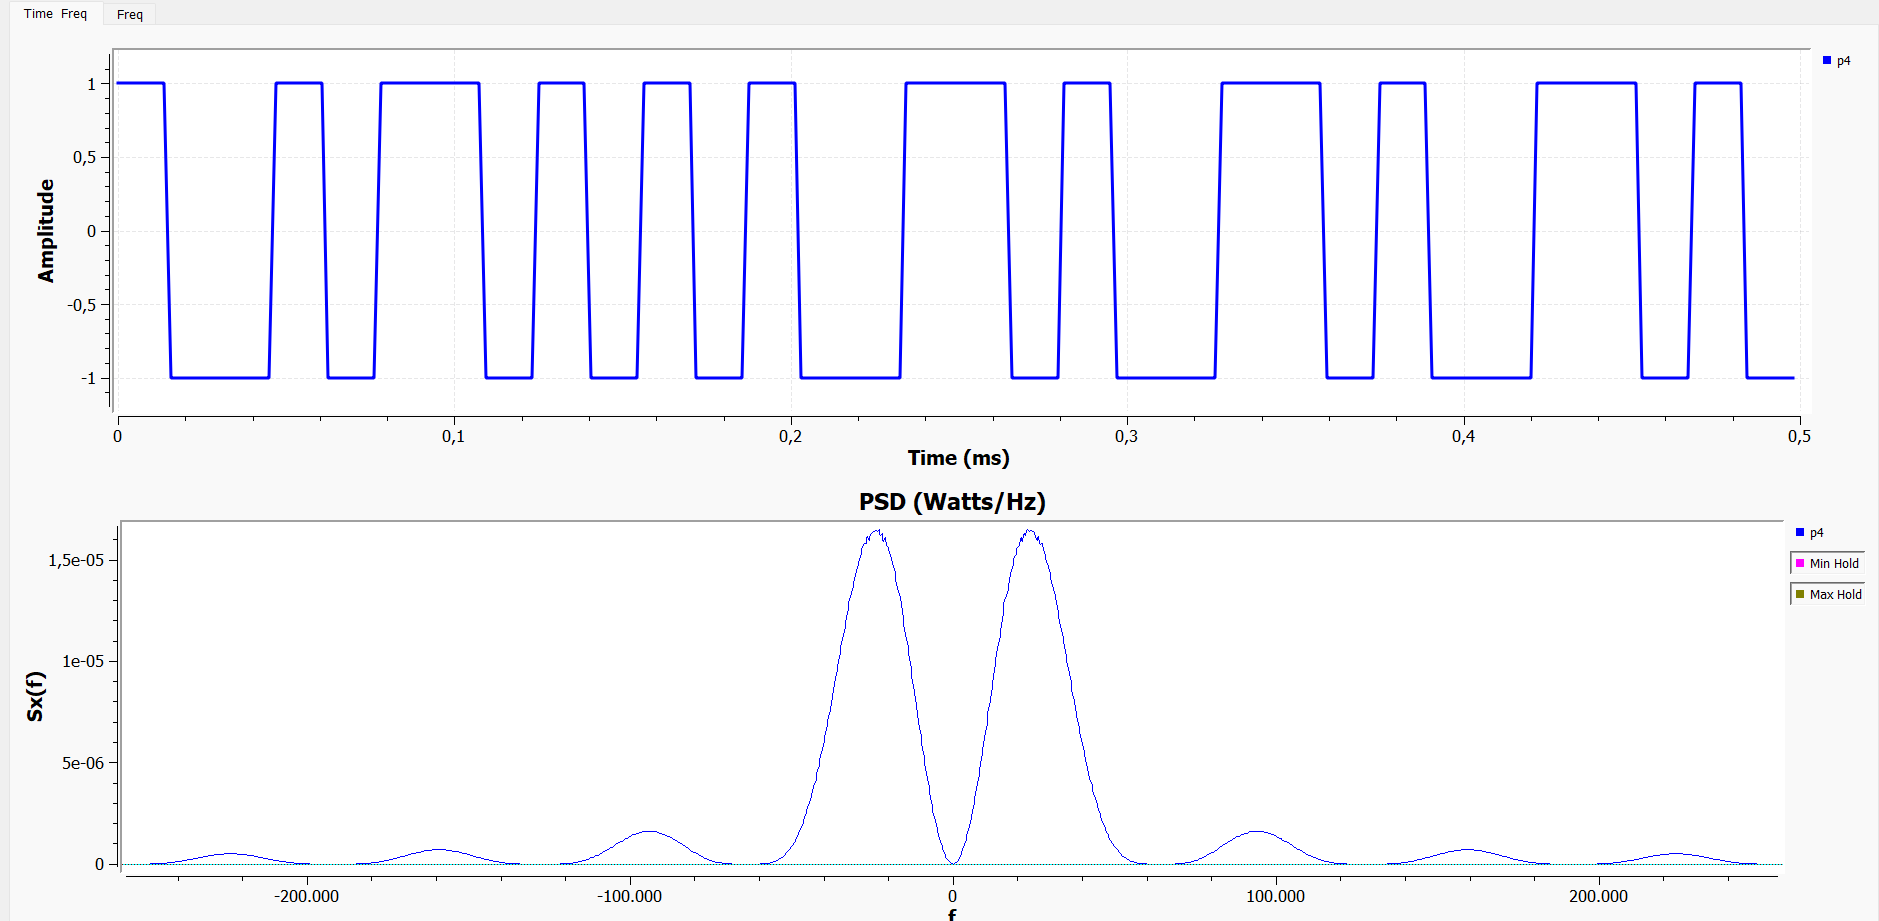 Time Freq
Freq
p4
1
0,5
0
-0,5
-1
Amplitude
0
0,1
0,2
0,3
0,4
0,5
Time (ms)
PSD (Watts/Hz)
p4
Min Hold
Max Hold
1,5e-05
1e-05
5e-06
0
Sx(f)
-200.000
-100.000
0
100.000
200.000
f